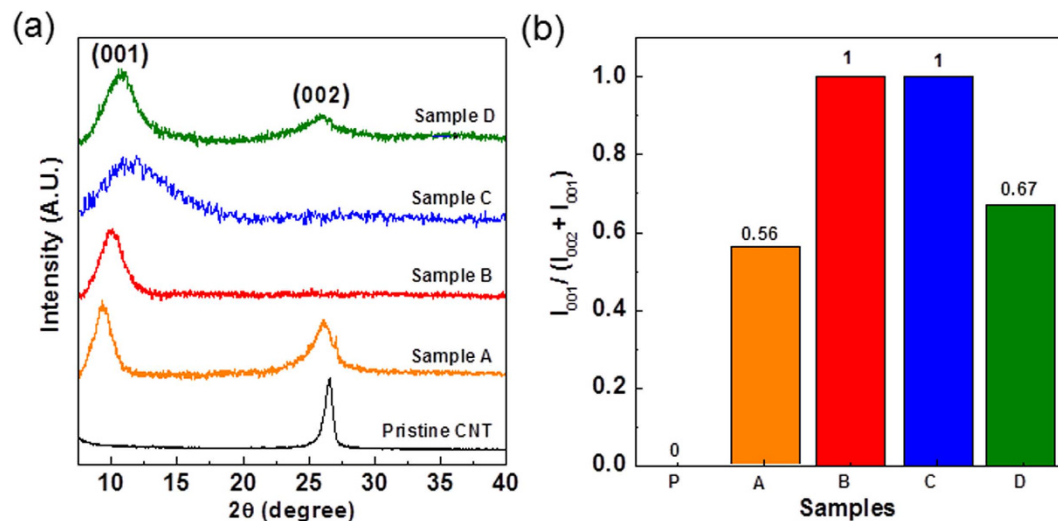 (a)
(001)
(002)
Sample D
Sample C
Sample B
Sample A
Pristine CNT
Intensity (A.U.)
10 15 20 25 30 35 40
2θ (degree)
(b)
1.0
0.8
0.6
0.4
0.2
0.0
I₀₀₁/ (I₀₀₂ + I₀₀₁)
0
0.56
1
1
0.67
P A B C D
Samples